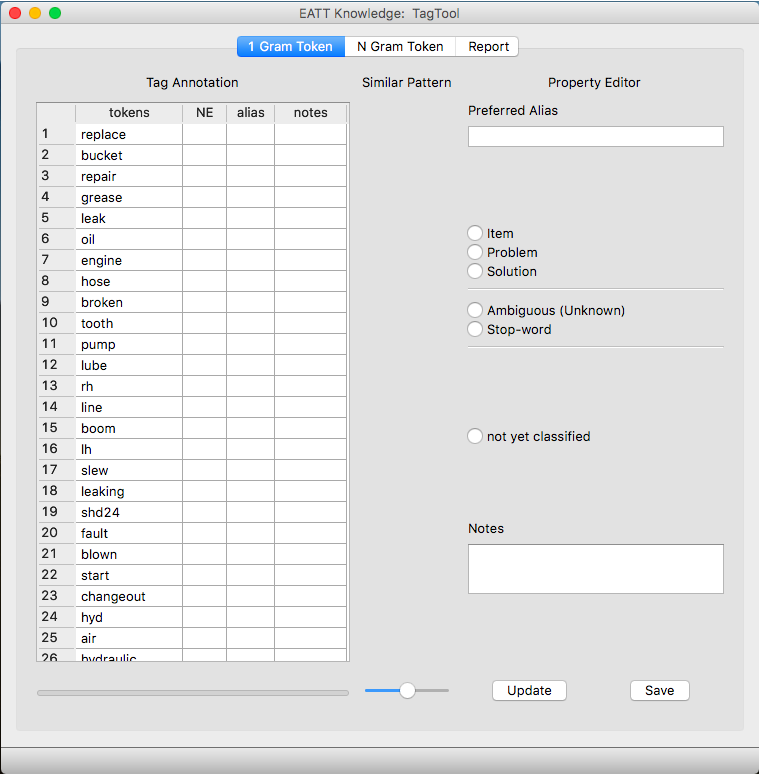 EATT Knowledge: TagTool
1 Gram Token N Gram Token Report
Tag Annotation Similar Pattern Property Editor
tokens NE alias notes
1 replace
2 bucket
3 repair
4 grease
5 leak
6 oil
7 engine
8 hose
9 broken
10 tooth
11 pump
12 lube
13 rh
14 line
15 boom
16 lh
17 slew
18 leaking
19 shd24
20 fault
21 blown
22 start
23 changeout
24 hyd
25 air
26 hydraulic
Preferred Alias
Item
Problem
Solution
Ambiguous (Unknown)
Stop-word
not yet classified
Notes
Update Save